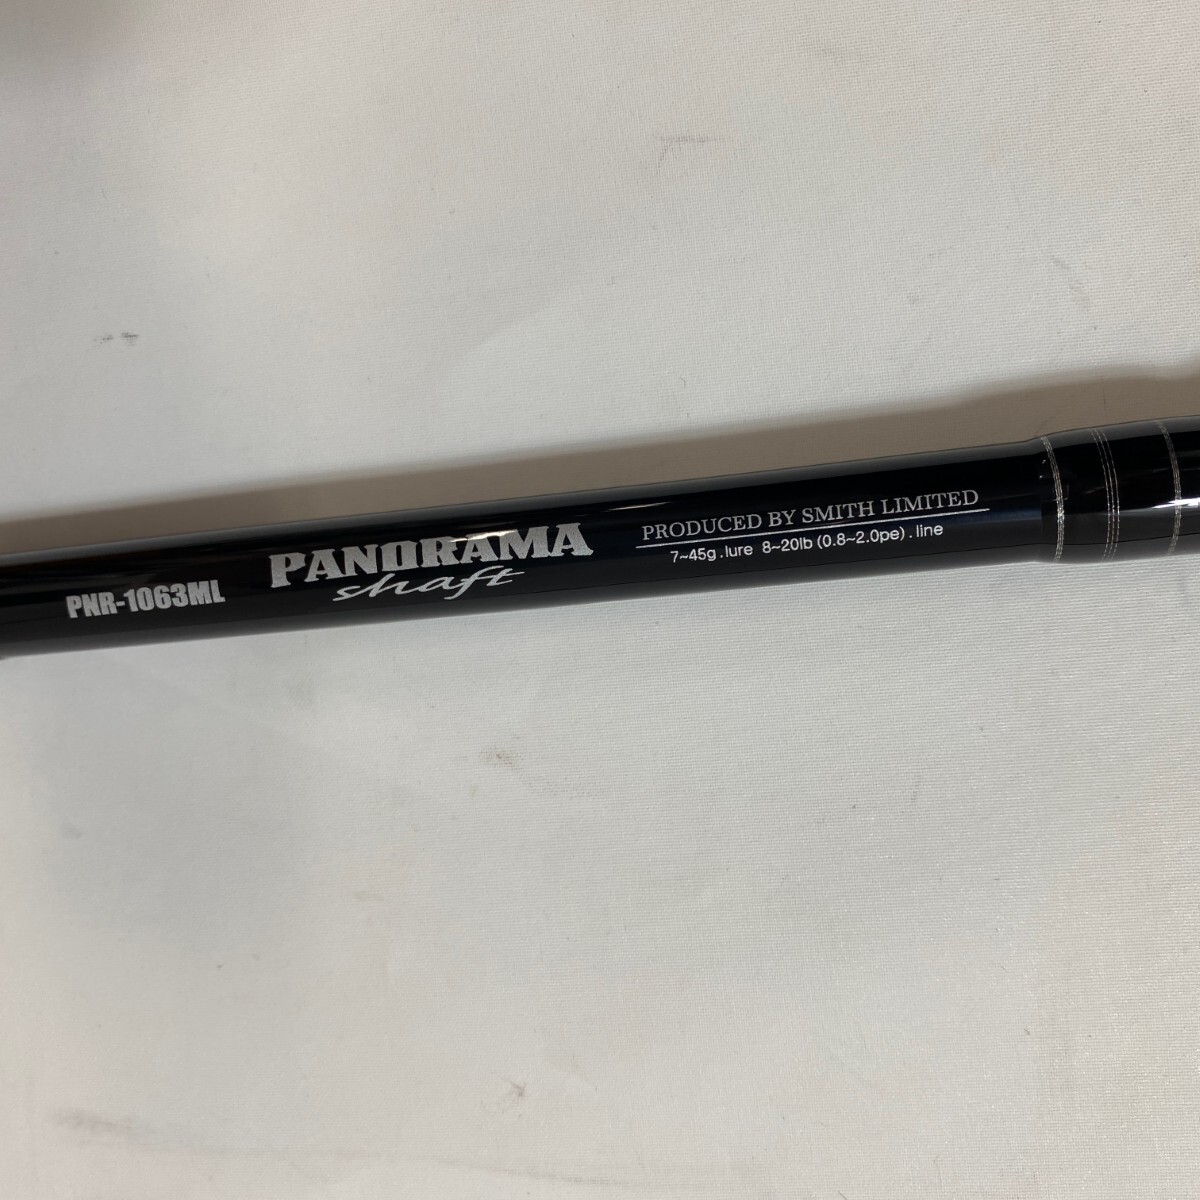 PNR-1063ML
PANORAMA
shaft
PRODUCED BY SMITH LIMITED
7~45g.lure 8~20lb(0.8~2.0pe).line